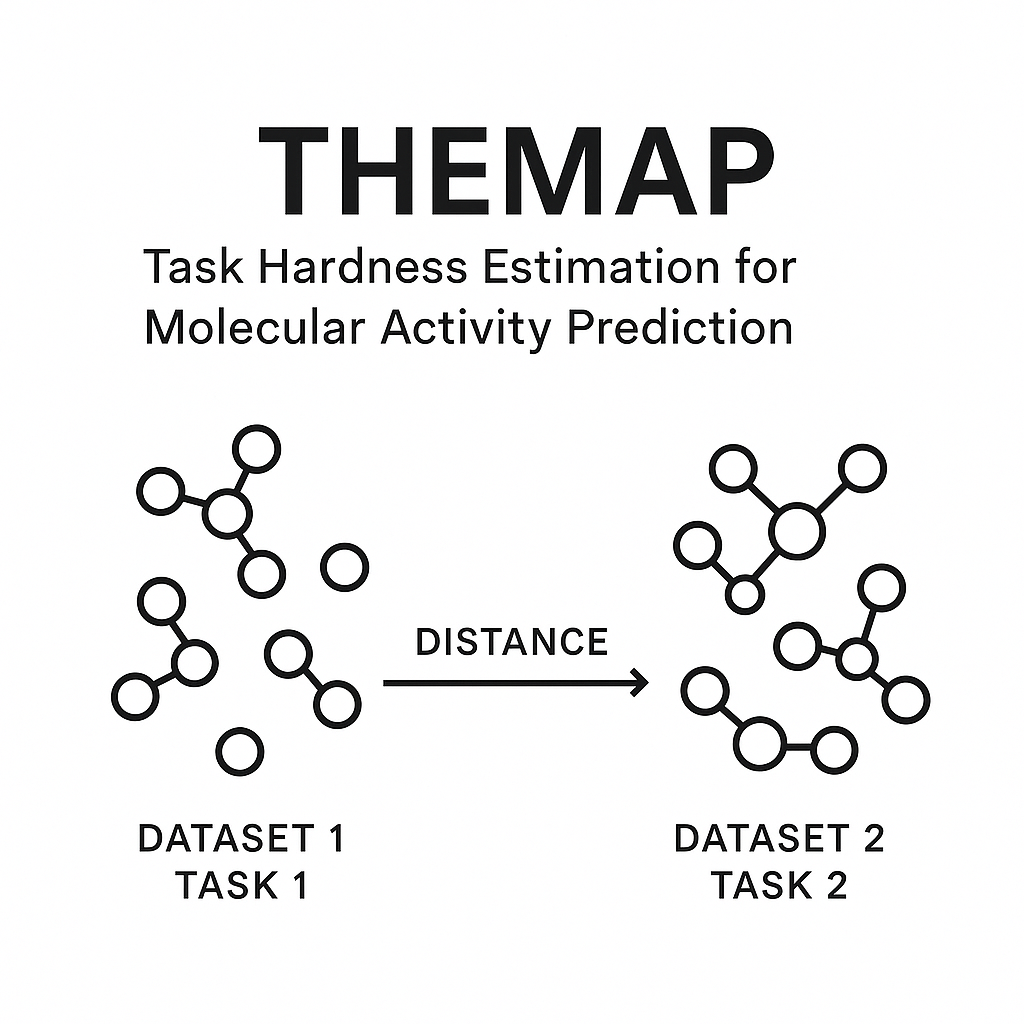 THEMAP
Task Hardness Estimation for
Molecular Activity Prediction
DISTANCE
DATASET 1
TASK 1
DATASET 2
TASK 2